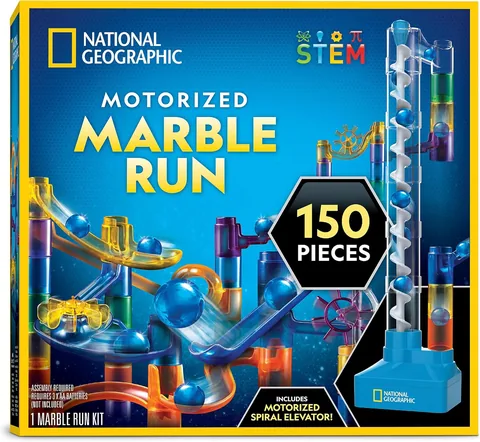 NATIONAL
GEOGRAPHIC
STEM
MOTORIZED
MARBLE
RUN
150
PIECES
ASSEMBLY REQUIRED
REQUIRES 3 X AA BATTERIES
(NOT INCLUDED)
1 MARBLE RUN KIT
INCLUDES
MOTORIZED
SPIRAL ELEVATOR!
NATIONAL
GEOGRAPHIC